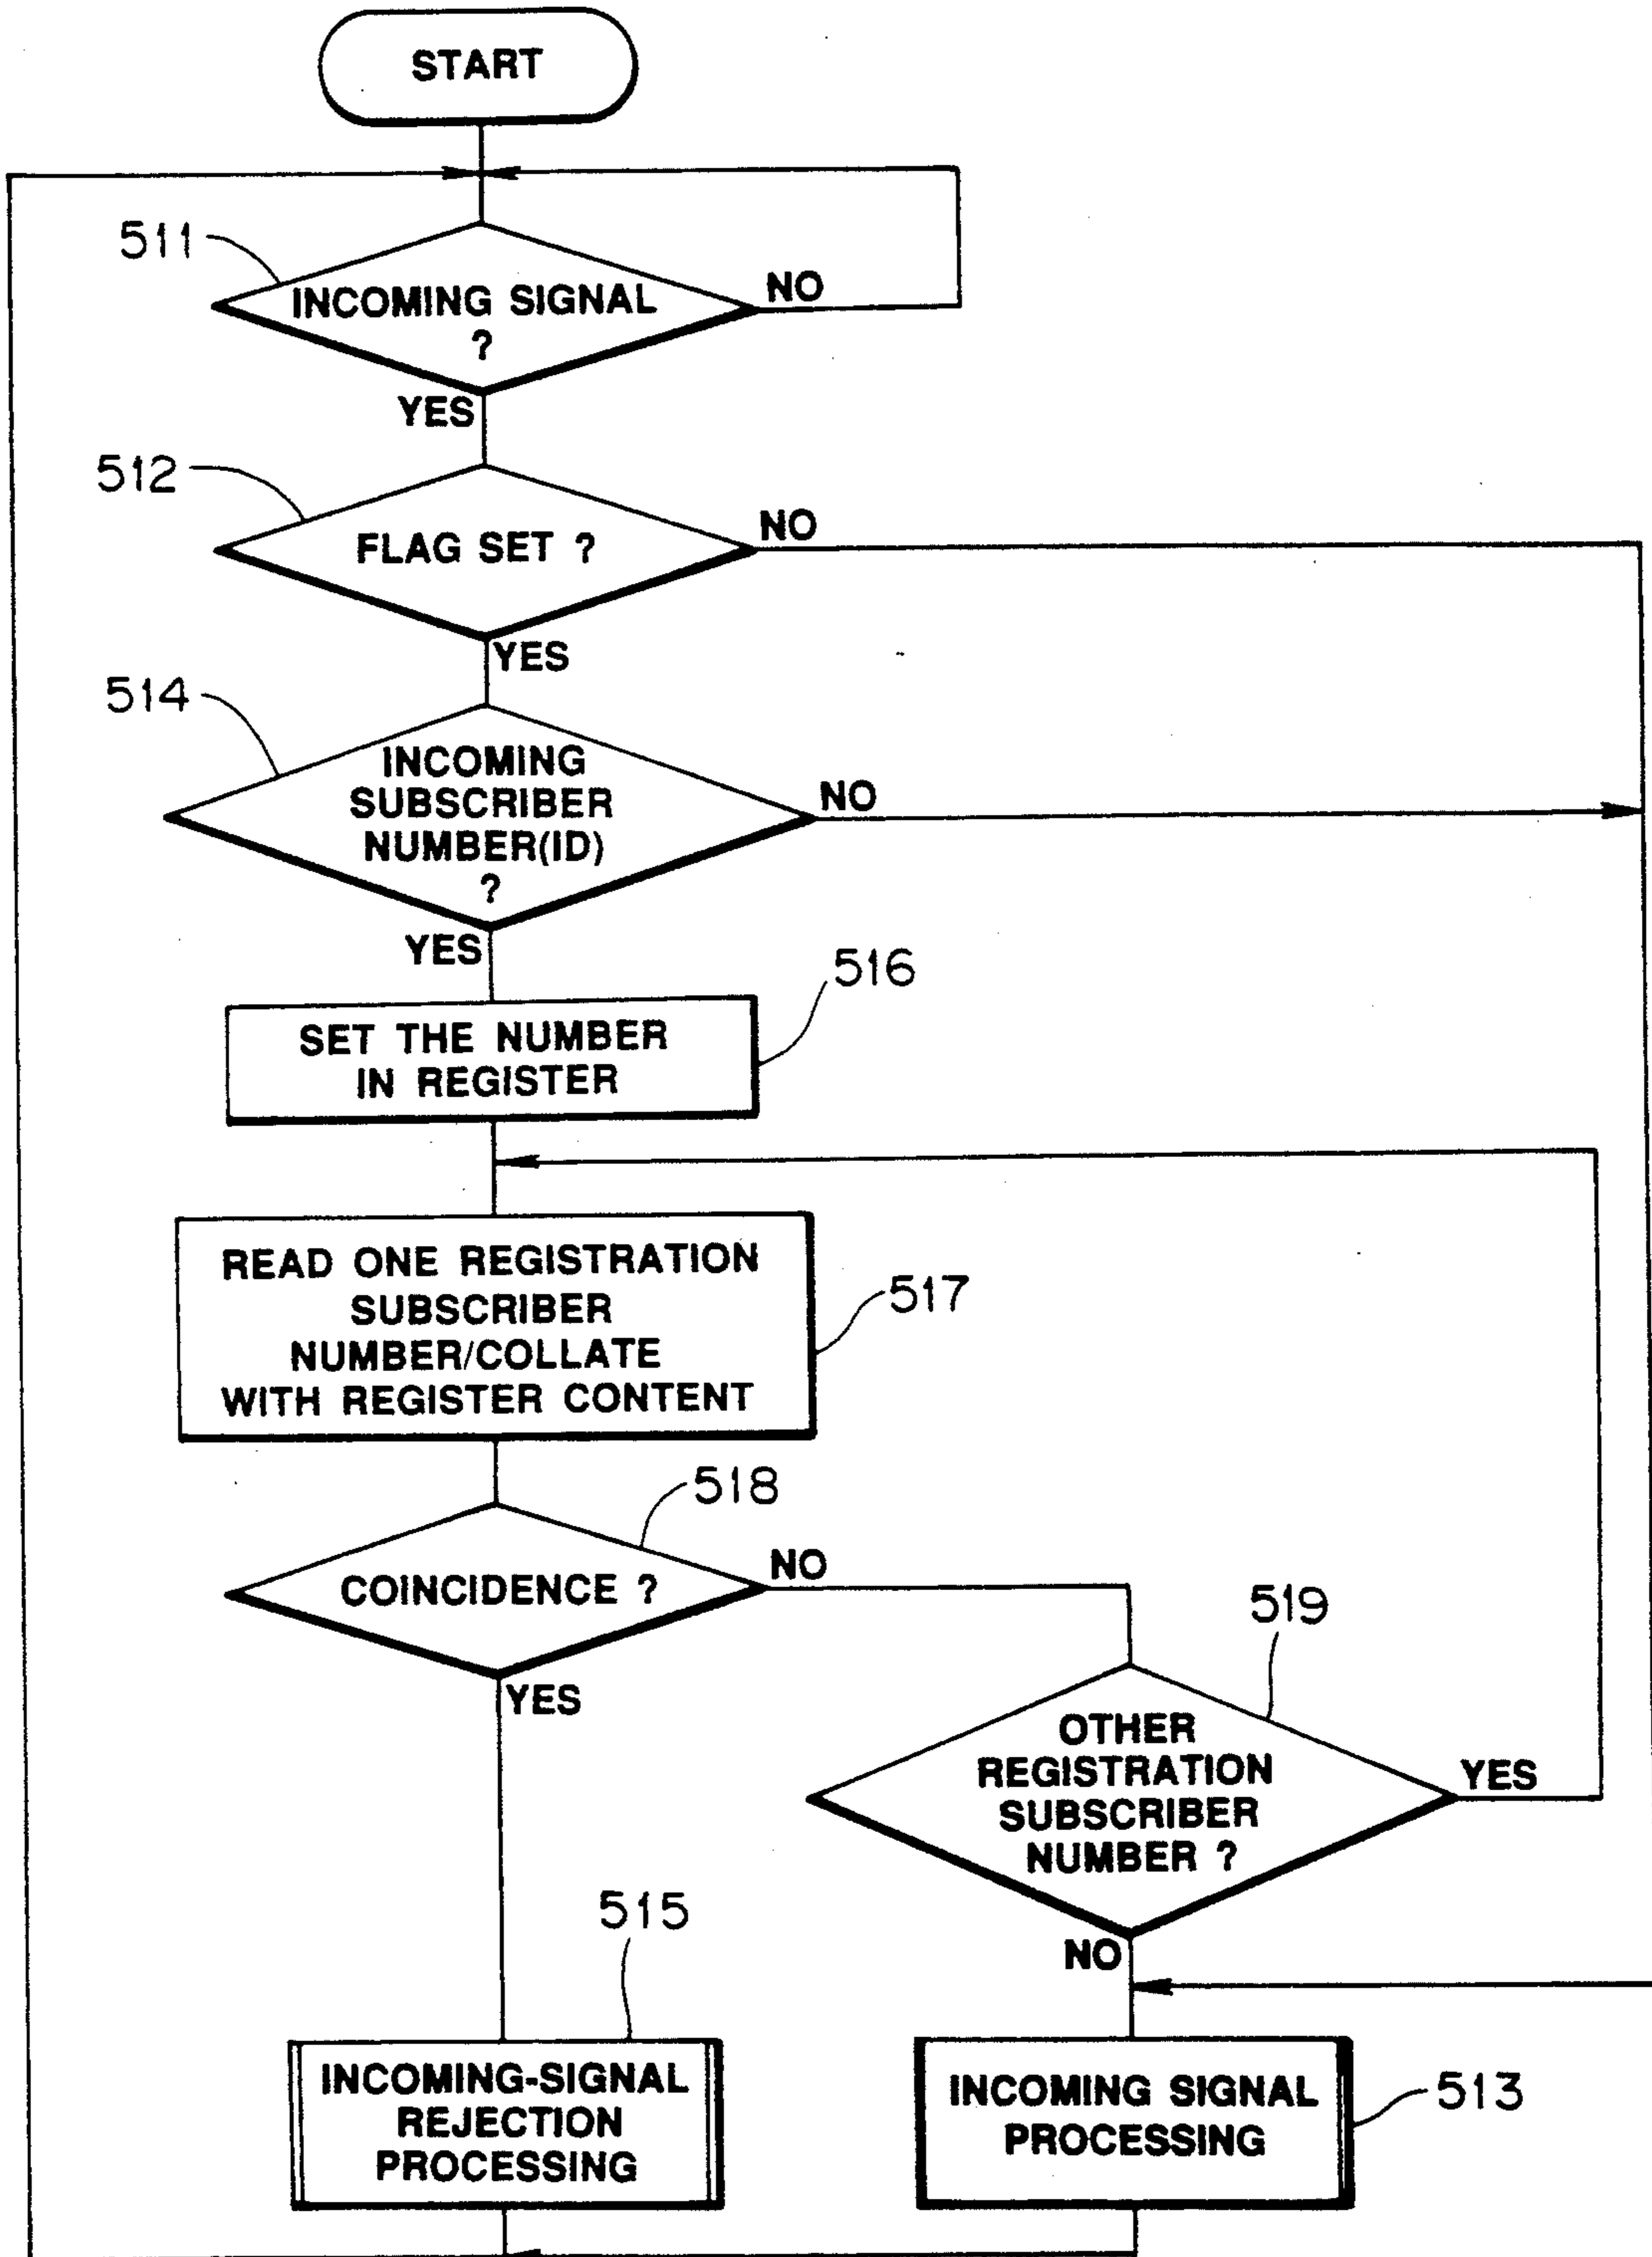 START
511
INCOMING SIGNAL
?
NO
YES
512
FLAG SET ?
NO
YES
514
INCOMING
SUBSCRIBER
NUMBER(ID)
?
NO
YES
516
SET THE NUMBER
IN REGISTER
READ ONE REGISTRATION
SUBSCRIBER
NUMBER/COLLATE
WITH REGISTER CONTENT
517
518
COINCIDENCE ?
NO
YES
519
OTHER
REGISTRATION
SUBSCRIBER
NUMBER ?
YES
NO
515
INCOMING-SIGNAL
REJECTION
PROCESSING
INCOMING SIGNAL
PROCESSING
513